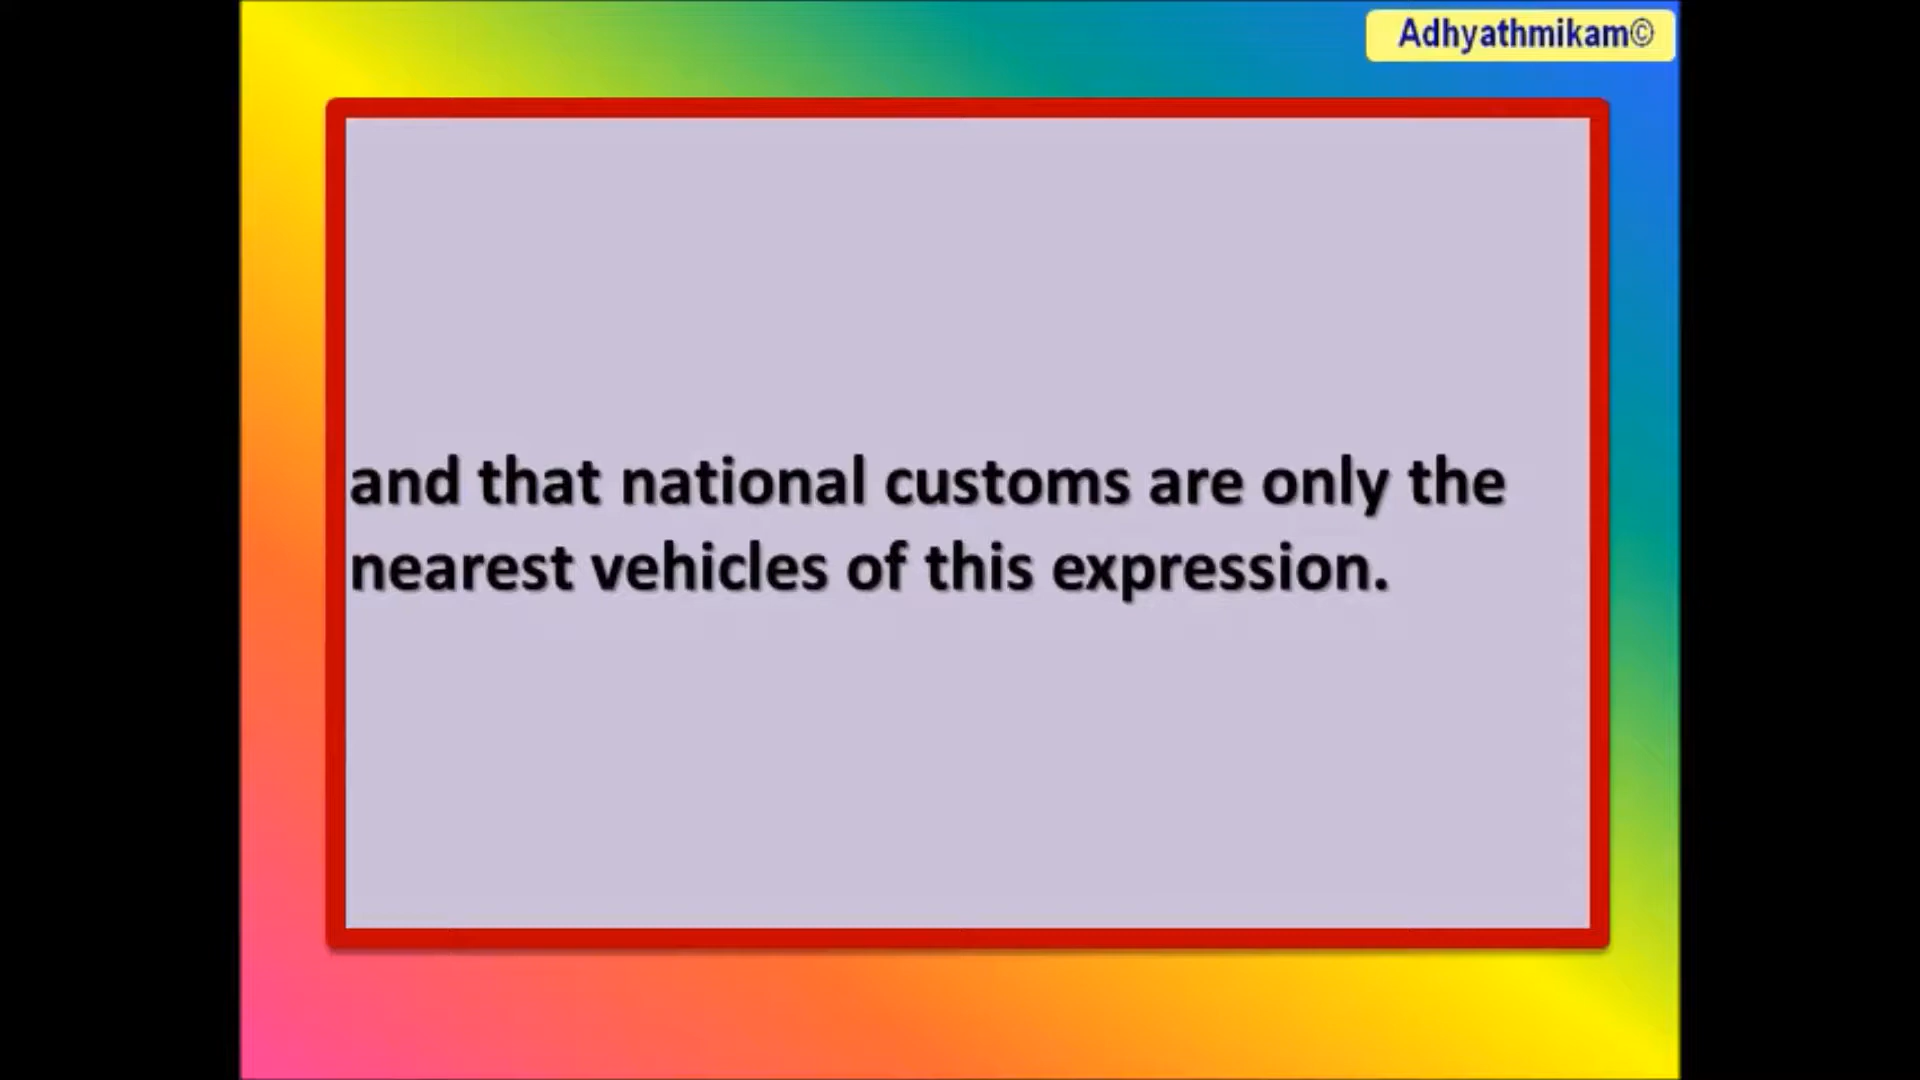 Adhyathmikam©
and that national customs are only the
nearest vehicles of this expression.